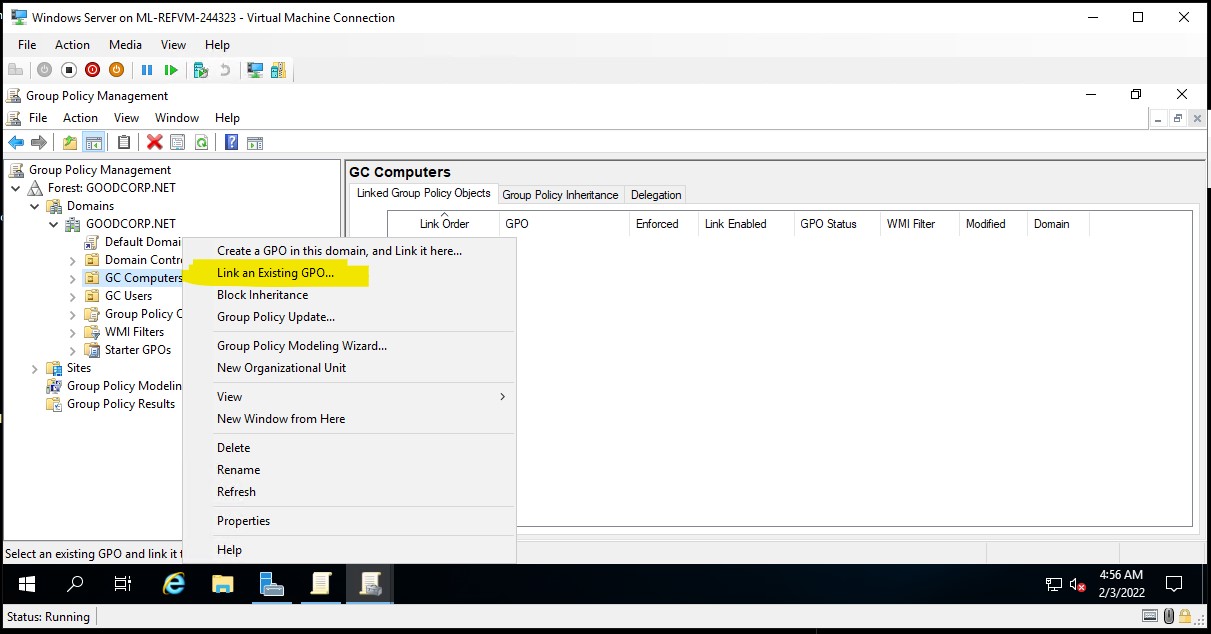 Windows Server on ML-REFVM-244323 - Virtual Machine Connection
File Action Media View Help
Group Policy Management
File Action View Window Help
Group Policy Management
Forest: GOODCORP.NET
Domains
GOODCORP.NET
Default Domai
Domain Contr
GC Computers
GC Users
Group Policy O
WMI Filters
Starter GPOs
Sites
Group Policy Modelin
Group Policy Results
Create a GPO in this domain, and Link it here...
Link an Existing GPO...
Block Inheritance
Group Policy Update...
Group Policy Modeling Wizard...
New Organizational Unit
View
New Window from Here
Delete
Rename
Refresh
Properties
Help
GC Computers
Linked Group Policy Objects Group Policy Inheritance Delegation
Link Order GPO Enforced Link Enabled GPO Status WMI Filter Modified Domain
Select an existing GPO and link it t
4:56 AM
2/3/2022
Status: Running